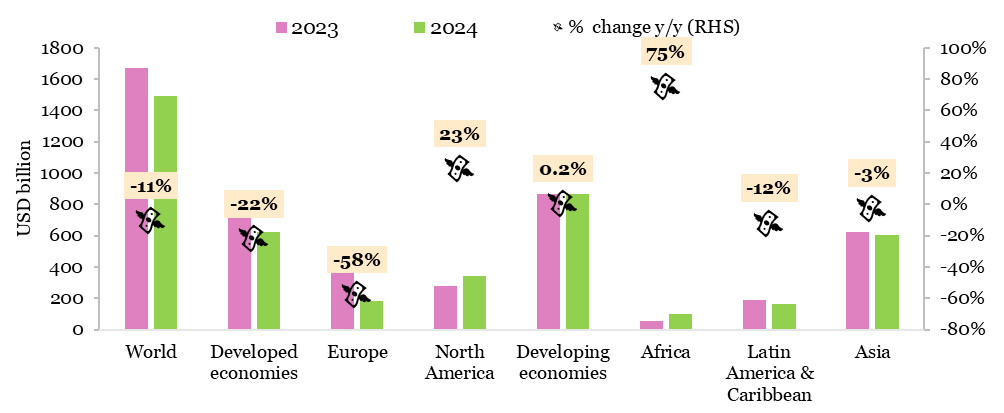 2023 2024 % change y/y (RHS)
1800 100%
75%
1600 80%
1400 60%
23%
1200 40%
0.2%
1000 20%
-11% -22% -12% -3%
800 0%
600 -20%
-58%
400 -40%
200 -60%
0 -80%
USD billion
World Developed Europe North Developing Africa Latin Asia
economies America economies America &
Caribbean